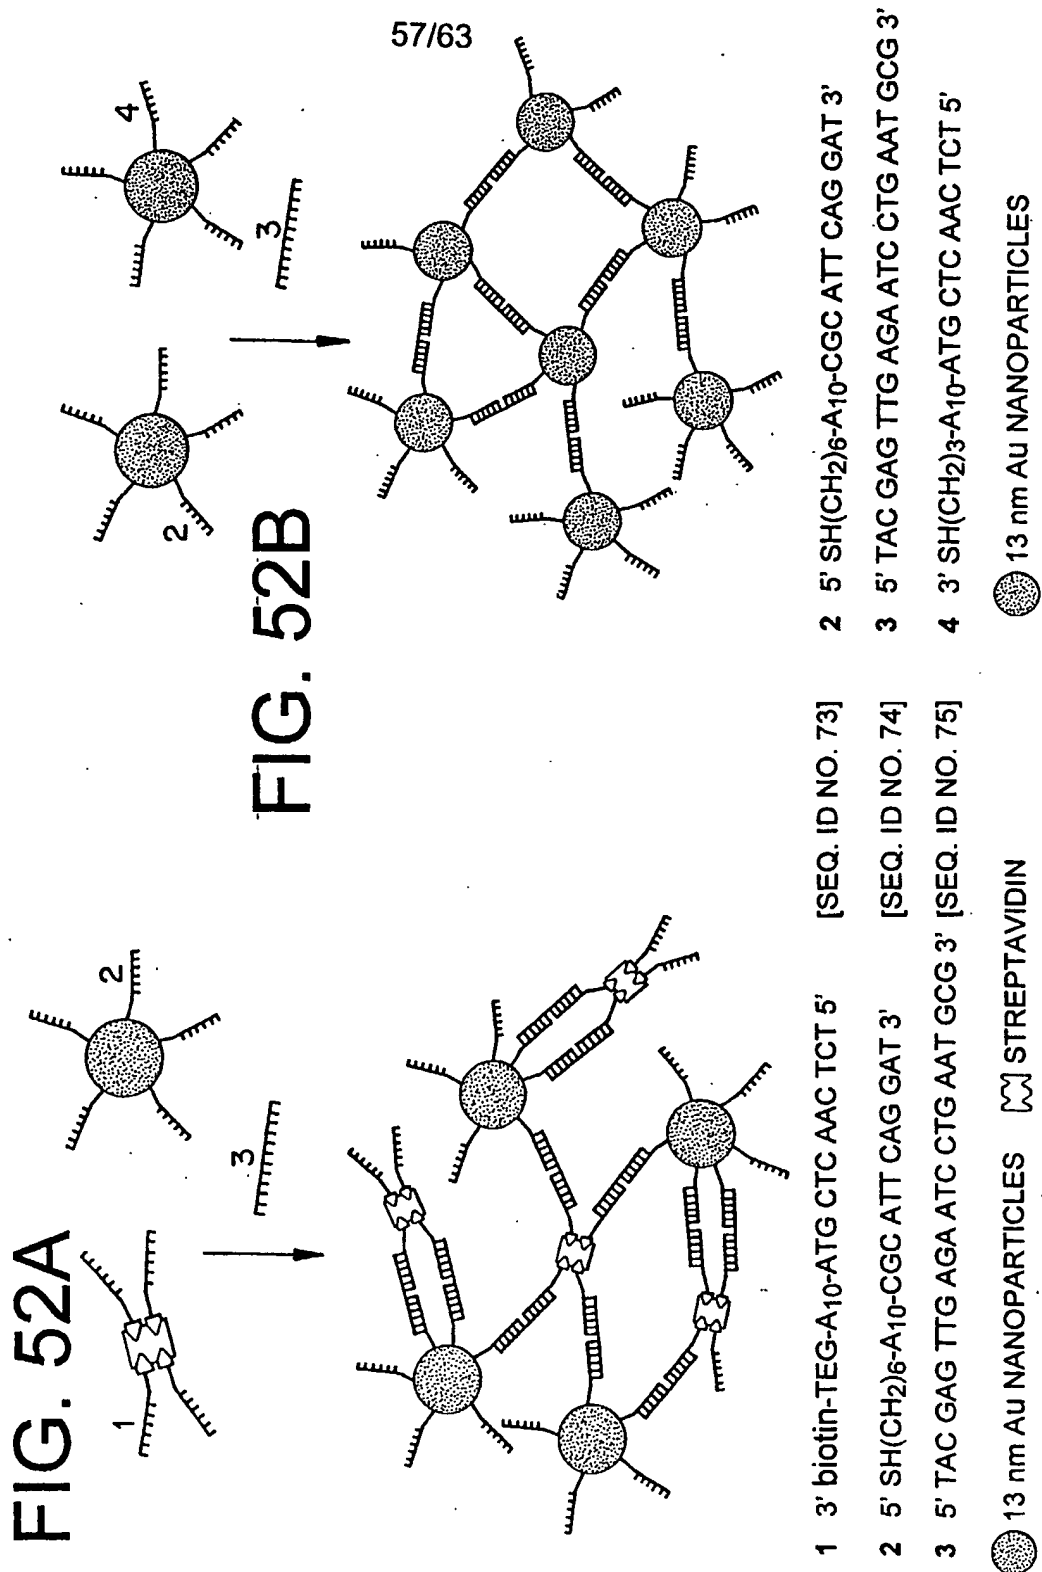 57/63
FIG. 52A
1
2
3
1 3' biotin-TEG-A10-ATG CTC AAC TCT 5' [SEQ. ID NO. 73]
2 5' SH(CH2)6-A10-CGC ATT CAG GAT 3' [SEQ. ID NO. 74]
3 5' TAC GAG TTG AGA ATC CTG AAT GCG 3' [SEQ. ID NO. 75]
13 nm Au NANOPARTICLES STREPTAVIDIN
FIG. 52B
2
4
3
2 5' SH(CH2)6-A10-CGC ATT CAG GAT 3'
3 5' TAC GAG TTG AGA ATC CTG AAT GCG 3'
4 3' SH(CH2)3-A10-ATG CTC AAC TCT 5'
13 nm Au NANOPARTICLES